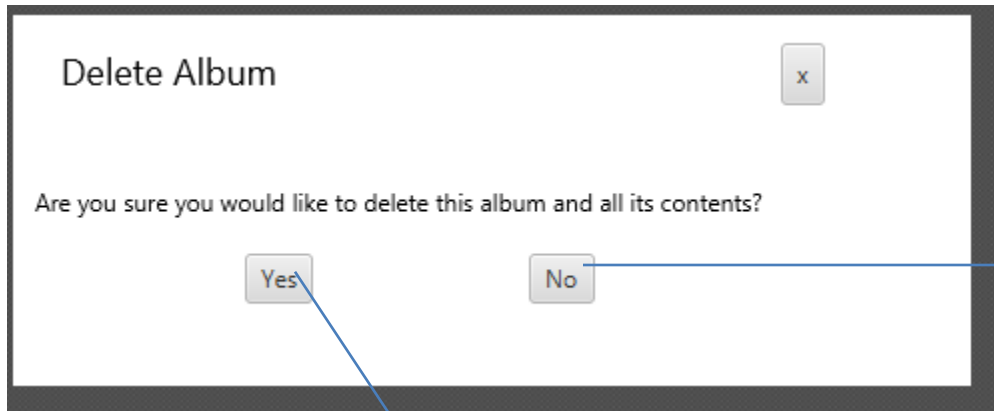 Delete Album
x
Are you sure you would like to delete this album and all its contents?
Yes
No